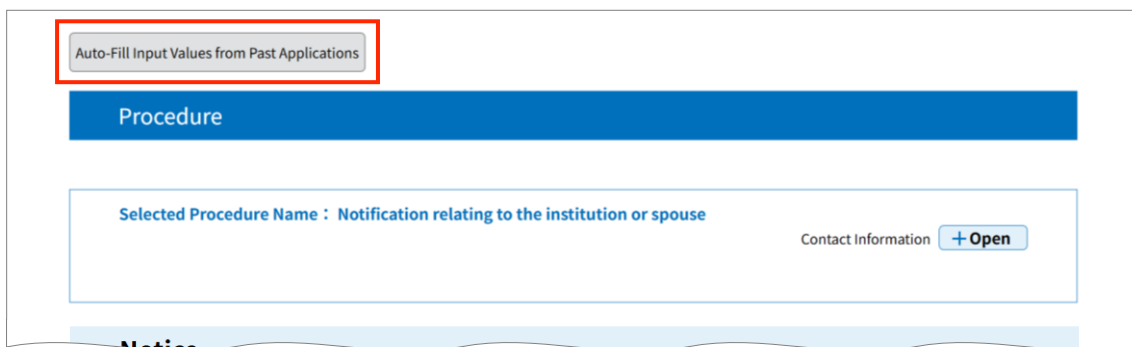 Auto-Fill Input Values from Past Applications
Procedure
Selected Procedure Name： Notification relating to the institution or spouse
Contact Information +Open
Notice